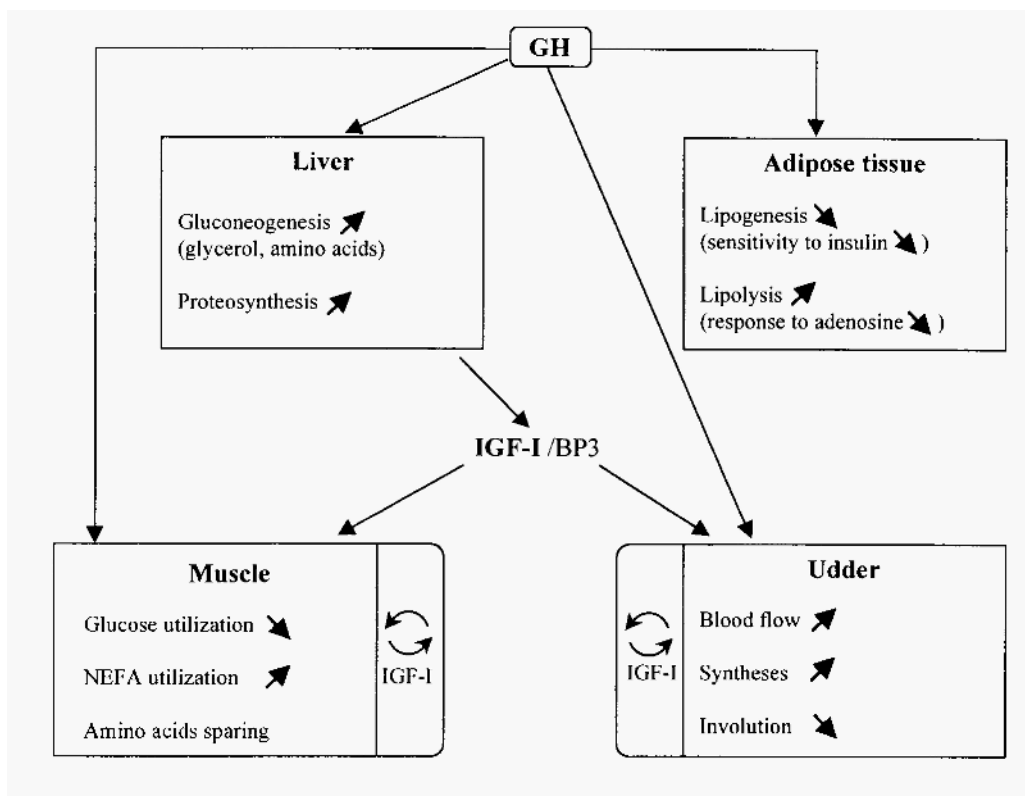 GH
Liver
Gluconeogenesis
(glycerol, amino acids)
Proteosynthesis
Adipose tissue
Lipogenesis
(sensitivity to insulin )
Lipolysis
(response to adenosine )
IGF-I /BP3
Muscle
Glucose utilization
NEFA utilization
Amino acids sparing
IGF-I
IGF-I
Udder
Blood flow
Syntheses
Involution